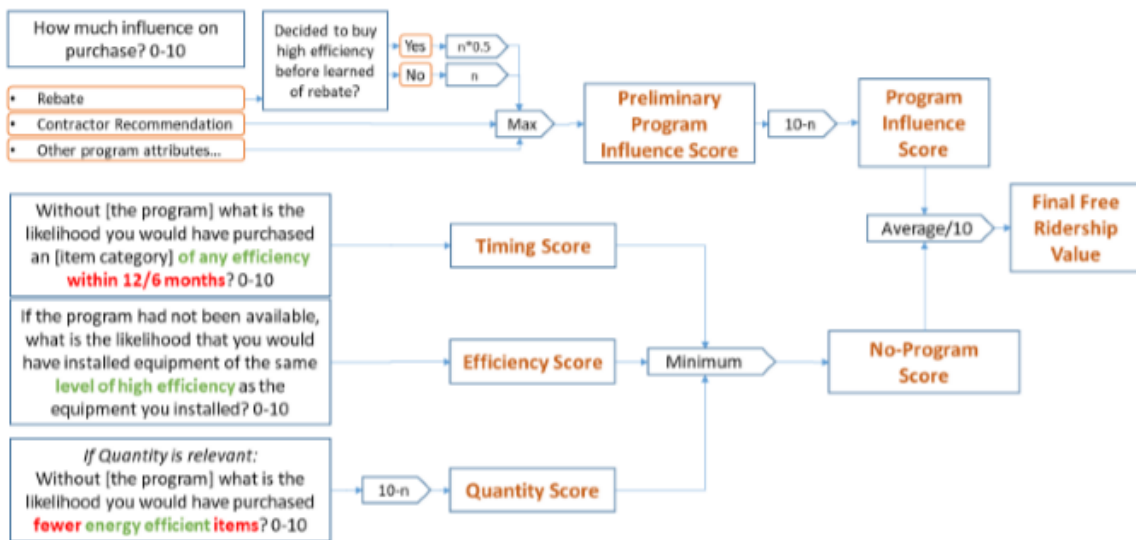 How much influence on
purchase? 0-10
• Rebate
• Contractor Recommendation
• Other program attributes...
Decided to buy
high efficiency
before learned
of rebate?
Yes
n*0.5
No
n
Max
Preliminary
Program
Influence Score
10-n
Program
Influence
Score
Without [the program] what is the
likelihood you would have purchased
an [item category] of any efficiency
within 12/6 months? 0-10
Timing Score
Average/10
Final Free
Ridership
Value
If the program had not been available,
what is the likelihood that you would
have installed equipment of the same
level of high efficiency as the
equipment you installed? 0-10
Efficiency Score
Minimum
No-Program
Score
If Quantity is relevant:
Without [the program] what is the
likelihood you would have purchased
fewer energy efficient items? 0-10
10-n
Quantity Score